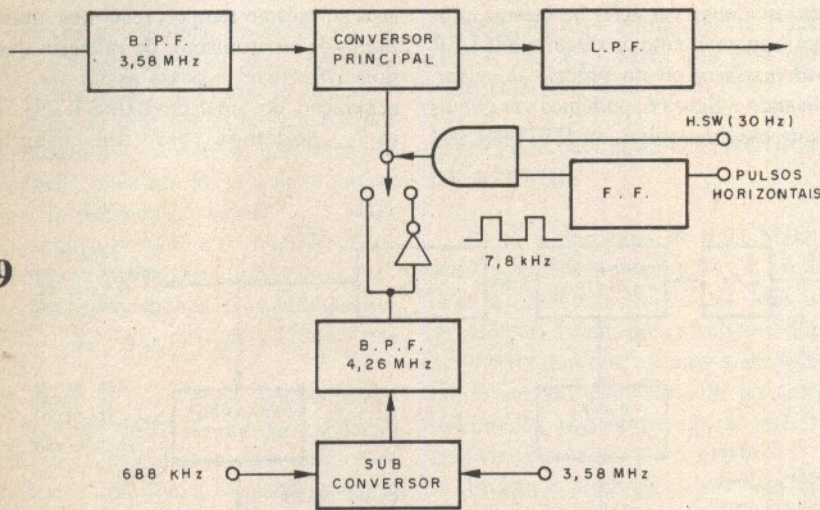 B.P.F.
3,58 MHz
CONVERSOR
PRINCIPAL
L.P.F.
H.SW(30 Hz)
PULSOS
HORIZONTAIS
F. F.
7,8 kHz
9
B.P.F.
4,26 MHz
688 KHz
SUB
CONVERSOR
3,58 MHz